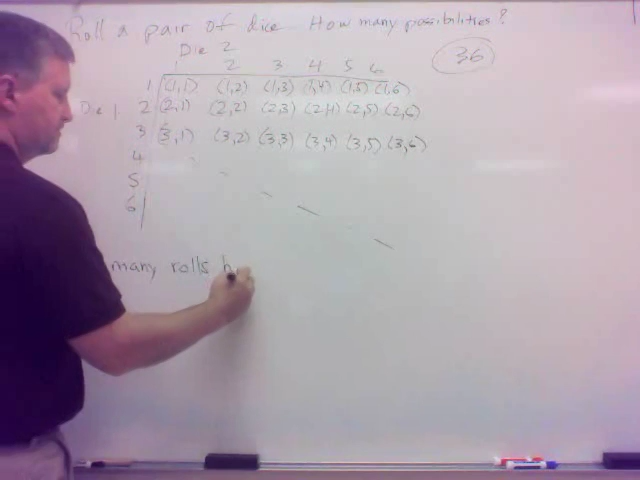 Roll a pair of dice. How many possibilities?
Die 2
36
1 2 3 4 5 6
1 (1,1) (1,2) (1,3) (1,4) (1,5) (1,6)
Die 1 2 (2,1) (2,2) (2,3) (2,4) (2,5) (2,6)
3 (3,1) (3,2) (3,3) (3,4) (3,5) (3,6)
4
5
6
many rolls h